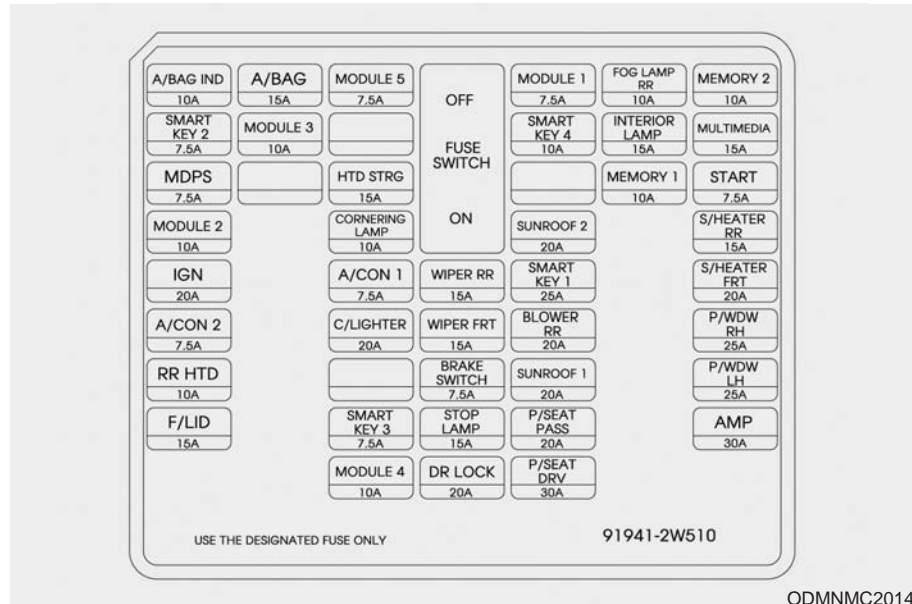 A/BAG IND A/BAG MODULE 5 MODULE 1 FOG LAMP RR MEMORY 2
10A 15A 7.5A OFF 7.5A 10A 10A
SMART KEY 2 MODULE 3 FUSE SWITCH SMART KEY 4 INTERIOR LAMP MULTIMEDIA
7.5A 10A 10A 15A 15A
MDPS HTD STRG MEMORY 1 START
7.5A 15A 10A 7.5A
MODULE 2 CORNERING LAMP ON SUNROOF 2 S/HEATER RR
10A 10A 20A 15A
IGN A/CON 1 WIPER RR SMART KEY 1 S/HEATER FRT
20A 7.5A 15A 25A 20A
A/CON 2 C/LIGHTER WIPER FRT BLOWER RR P/WDW RH
7.5A 20A 15A 20A 25A
RR HTD BRAKE SWITCH SUNROOF 1 P/WDW LH
10A 7.5A 20A 25A
F/LID SMART KEY 3 STOP LAMP P/SEAT PASS AMP
15A 7.5A 15A 20A 30A
MODULE 4 DR LOCK P/SEAT DRV
10A 20A 30A
USE THE DESIGNATED FUSE ONLY 91941-2W510
ODMNMC2014